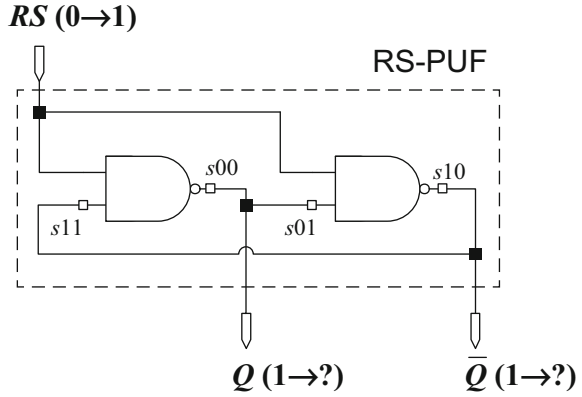 RS (0→1)
RS-PUF
s00
s10
s11
s01
Q (1→?)
Q̅ (1→?)